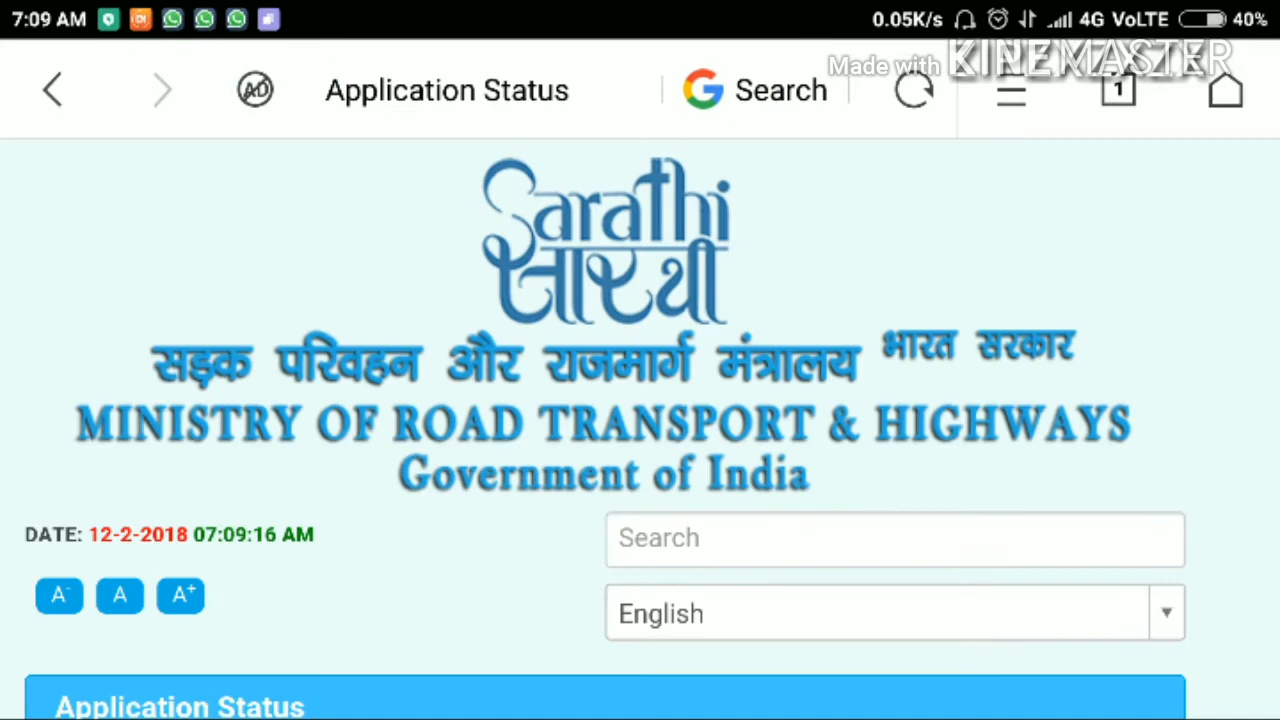 7:09 AM 0.05K/s 4G VoLTE 40%
Made with KINEMASTER
AD Application Status Search 1
Sarathi
सारथी
सड़क परिवहन और राजमार्ग मंत्रालय भारत सरकार
MINISTRY OF ROAD TRANSPORT & HIGHWAYS
Government of India
DATE: 12-2-2018 07:09:16 AM
Search
A- A A+
English
Application Status